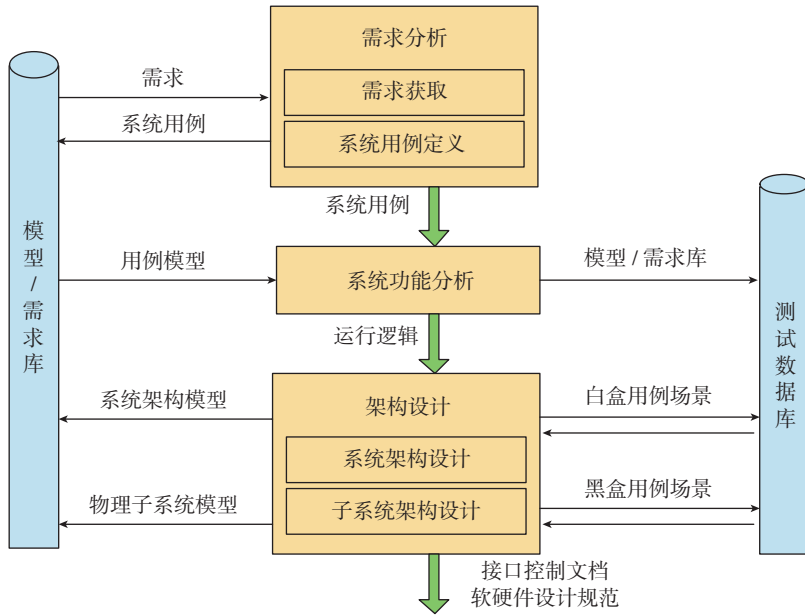 需求分析
需求
需求获取
系统用例
系统用例定义
系统用例
模型/需求库
用例模型
系统功能分析
模型 / 需求库
测试数据库
运行逻辑
系统架构模型
架构设计
白盒用例场景
系统架构设计
物理子系统模型
子系统架构设计
黑盒用例场景
接口控制文档
软硬件设计规范